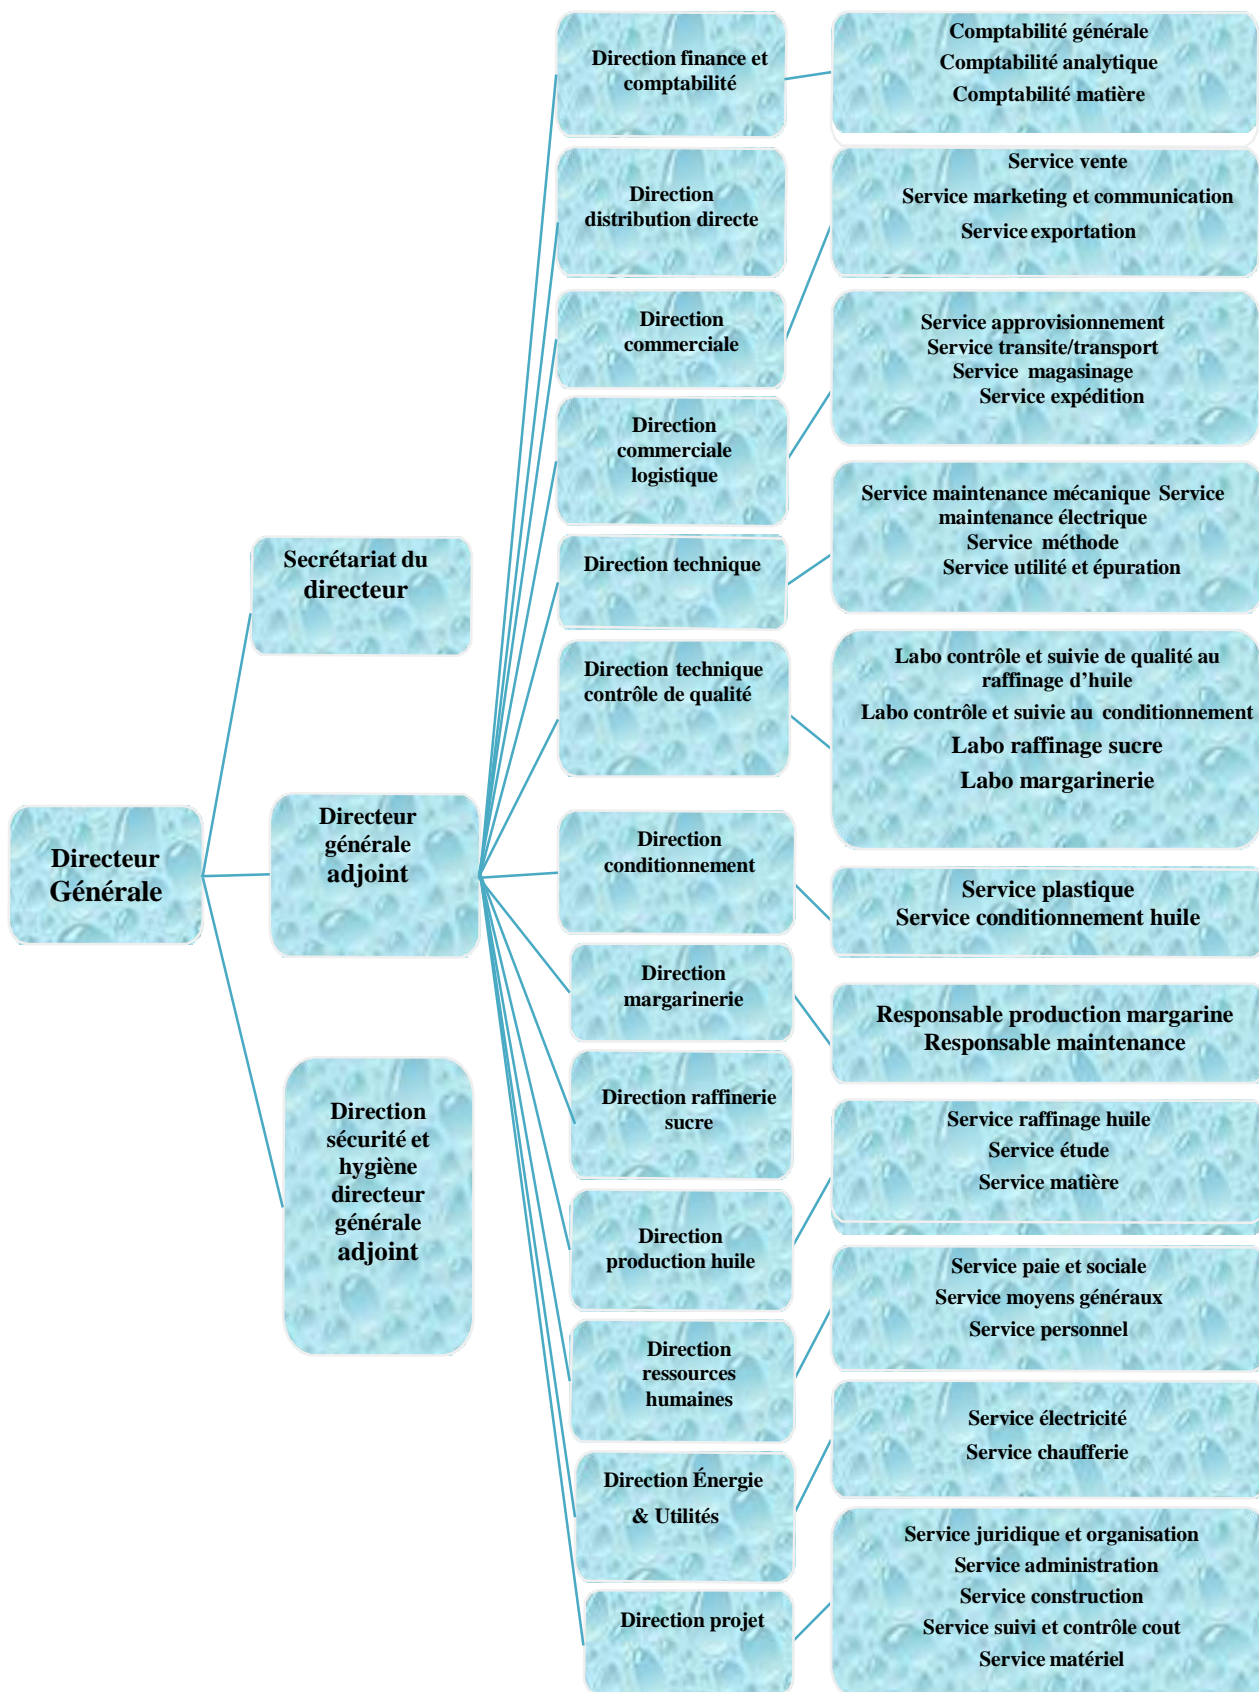 Directeur
Générale
Secrétariat du
directeur
Directeur
générale
adjoint
Direction
sécurité et
hygiène
directeur
générale
adjoint
Direction finance et
comptabilité
Direction
distribution directe
Direction
commerciale
Direction
commerciale
logistique
Direction technique
Direction technique
contrôle de qualité
Direction
conditionnement
Direction
margarinerie
Direction raffinerie
sucre
Direction
production huile
Direction
ressources
humaines
Direction Énergie
& Utilités
Direction projet
Comptabilité générale
Comptabilité analytique
Comptabilité matière
Service vente
Service marketing et communication
Service exportation
Service approvisionnement
Service transite/transport
Service magasinage
Service expédition
Service maintenance mécanique Service
maintenance électrique
Service méthode
Service utilité et épuration
Labo contrôle et suivie de qualité au
raffinage d’huile
Labo contrôle et suivie au conditionnement
Labo raffinage sucre
Labo margarinerie
Service plastique
Service conditionnement huile
Responsable production margarine
Responsable maintenance
Service raffinage huile
Service étude
Service matière
Service paie et sociale
Service moyens généraux
Service personnel
Service électricité
Service chaufferie
Service juridique et organisation
Service administration
Service construction
Service suivi et contrôle cout
Service matériel